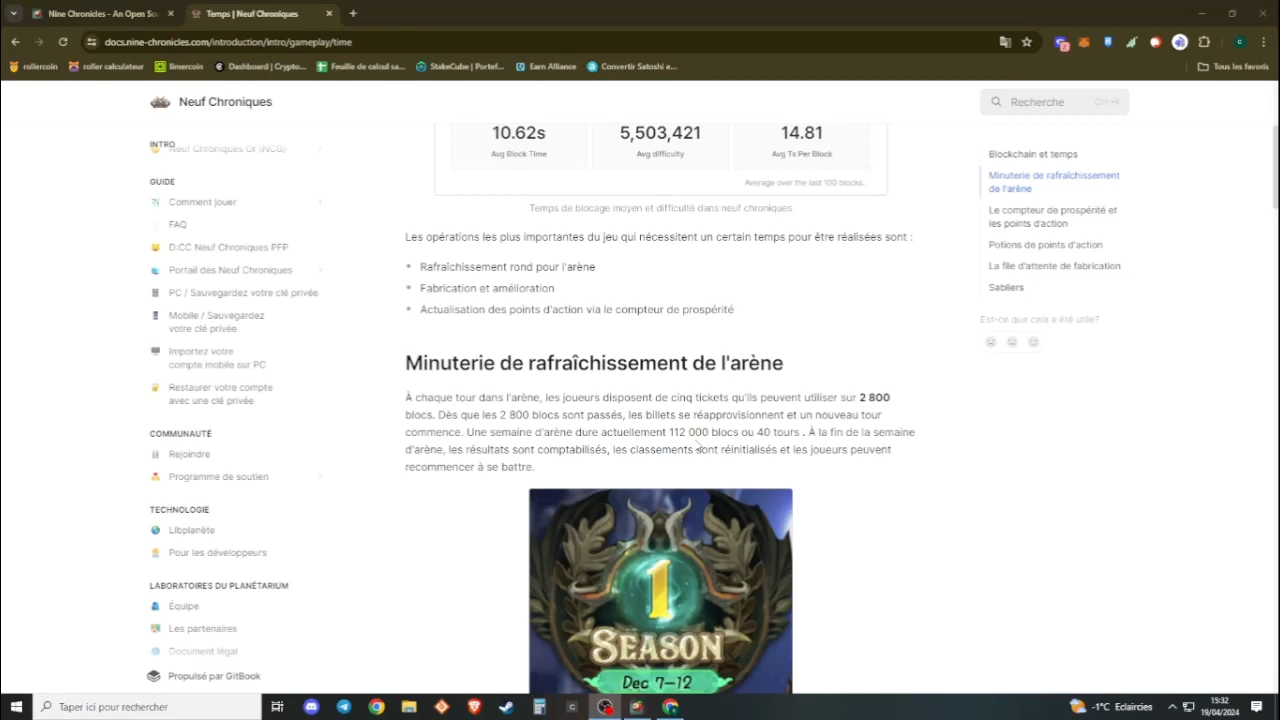 Nine Chronicles - An Open Sou
Temps | Neuf Chroniques
docs.nine-chronicles.com/introduction/intro/gameplay/time
rollercoin
roller calculateur
limercoin
Dashboard | Crypto...
Feuille de calcul sa...
StakeCube | Portef...
Earn Alliance
Convertir Satoshi e...
Tous les favoris
Neuf Chroniques
Recherche
Ctrl+K
INTRO
Neuf Chroniques Or (NCG)
GUIDE
Comment jouer
FAQ
D:CC Neuf Chroniques PFP
Portail des Neuf Chroniques
PC / Sauvegardez votre clé privée
Mobile / Sauvegardez
votre clé privée
Importez votre
compte mobile sur PC
Restaurer votre compte
avec une clé privée
COMMUNAUTÉ
Rejoindre
Programme de soutien
TECHNOLOGIE
Libplanète
Pour les développeurs
LABORATOIRES DU PLANÉTARIUM
Équipe
Les partenaires
Document légal
Propulsé par GitBook
10.62s
Avg Block Time
5,503,421
Avg difficulty
14.81
Avg Tx Per Block
Average over the last 100 blocks.
Temps de blocage moyen et difficulté dans neuf chroniques
Les opérations les plus importantes du jeu qui nécessitent un certain temps pour être réalisées sont :
Rafraîchissement rond pour l'arène
Fabrication et amélioration
Actualisation des points d'action via le compteur de prospérité
Minuterie de rafraîchissement de l'arène
À chaque tour dans l'arène, les joueurs disposent de cinq tickets qu'ils peuvent utiliser sur 2 800
blocs. Dès que les 2 800 blocs sont passés, les billets se réapprovisionnent et un nouveau tour
commence. Une semaine d'arène dure actuellement 112 000 blocs ou 40 tours . À la fin de la semaine
d'arène, les résultats sont comptabilisés, les classements sont réinitialisés et les joueurs peuvent
recommencer à se battre.
1
SEASON
Dec 7-12
Blockchain et temps
Minuterie de rafraîchissement
de l'arène
Le compteur de prospérité et
les points d'action
Potions de points d'action
La file d'attente de fabrication
Sabliers
Est-ce que cela a été utile?
Taper ici pour rechercher
-1°C Eclaircies
15:32
19/04/2024